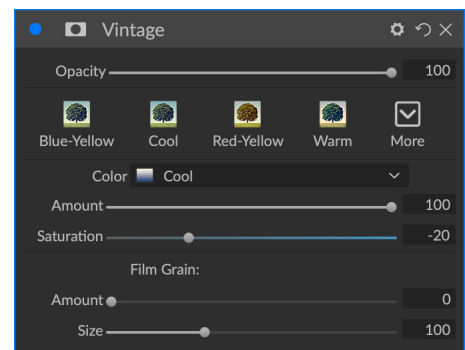 Vintage
Opacity 100
Blue-Yellow Cool Red-Yellow Warm More
Color Cool
Amount 100
Saturation -20
Film Grain:
Amount 0
Size 100